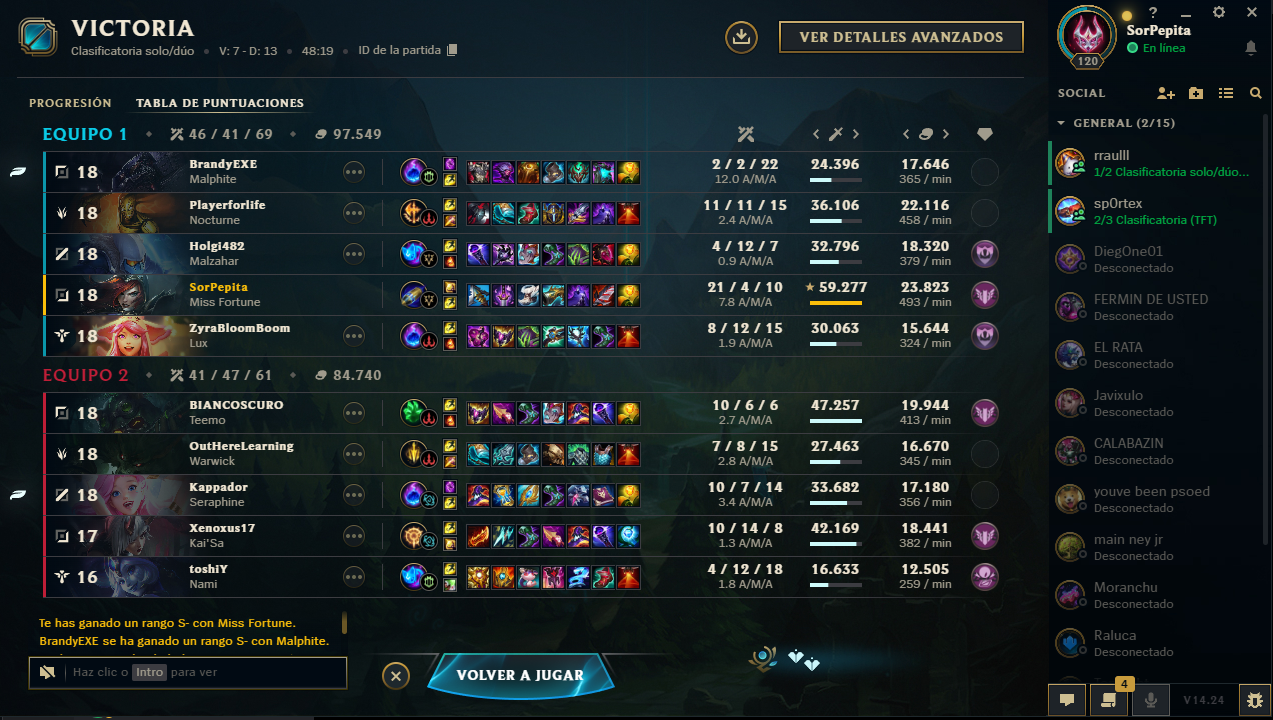 VICTORIA
Clasificatoria solo/dúo • V: 7 - D: 13 • 48:19 • ID de la partida
VER DETALLES AVANZADOS
PROGRESIÓN TABLA DE PUNTUACIONES
EQUIPO 1 46 / 41 / 69 97.549
18 BrandyEXE 2 / 2 / 22 24.396 17.646
Malphite 12.0 A/M/A 365 / min
18 Playerforlife 11 / 11 / 15 36.106 22.116
Nocturne 2.4 A/M/A 458 / min
18 Holgi482 4 / 12 / 7 32.796 18.320
Malzahar 0.9 A/M/A 379 / min
18 SorPepita 21 / 4 / 10 59.277 23.823
Miss Fortune 7.8 A/M/A 493 / min
18 ZyraBloomBoom 8 / 12 / 15 30.063 15.644
Lux 1.9 A/M/A 324 / min
EQUIPO 2 41 / 47 / 61 84.740
18 BIANCOSCURO 10 / 6 / 6 47.257 19.944
Teemo 2.7 A/M/A 413 / min
18 OutHereLearning 7 / 8 / 15 27.463 16.670
Warwick 2.8 A/M/A 345 / min
18 Kappador 10 / 7 / 14 33.682 17.180
Seraphine 3.4 A/M/A 356 / min
17 Xenoxus17 10 / 14 / 8 42.169 18.441
Kai'Sa 1.3 A/M/A 382 / min
16 toshiY 4 / 12 / 18 16.633 12.505
Nami 1.8 A/M/A 259 / min
Te has ganado un rango S- con Miss Fortune.
BrandyEXE se ha ganado un rango S- con Malphite.
Haz clic o Intro para ver
VOLVER A JUGAR
?
SorPepita
En línea
120
SOCIAL
GENERAL (2/15)
rraulll
1/2 Clasificatoria solo/dúo...
sp0rtex
2/3 Clasificatoria (TFT)
DiegOne01
Desconectado
FERMIN DE USTED
Desconectado
EL RATA
Desconectado
Javixulo
Desconectado
CALABAZIN
Desconectado
youve been psoed
Desconectado
main ney jr
Desconectado
Moranchu
Desconectado
Raluca
Desconectado
4
V14.24